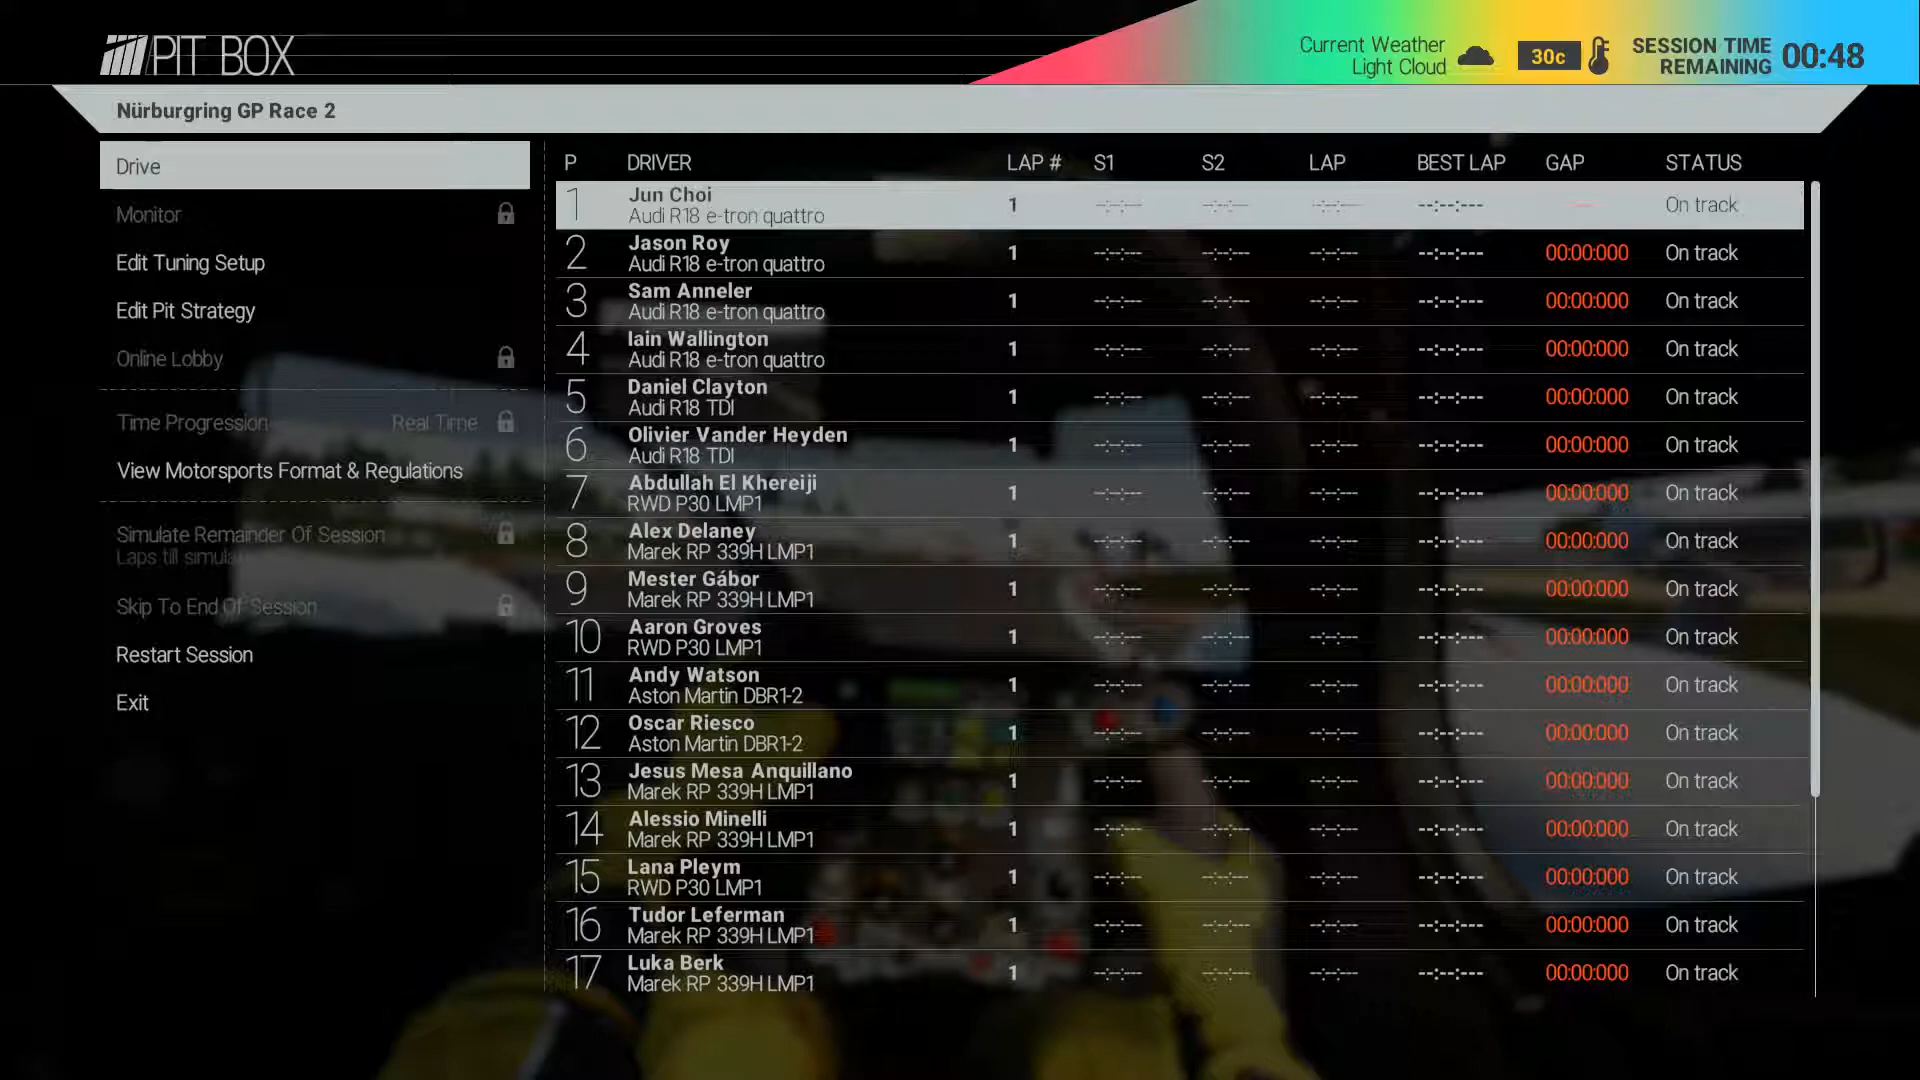 PIT BOX
Current Weather
Light Cloud
30c
SESSION TIME
REMAINING
00:48
Nürburgring GP Race 2
Drive
Monitor
Edit Tuning Setup
Edit Pit Strategy
Online Lobby
Time Progression Real Time
View Motorsports Format & Regulations
Simulate Remainder Of Session
Laps till simula
Skip To End Of Session
Restart Session
Exit
P DRIVER LAP # S1 S2 LAP BEST LAP GAP STATUS
1 Jun Choi 1 --:--:--- --:--:--- --:--:--- --:--:--- On track
Audi R18 e-tron quattro
2 Jason Roy 1 --:--:--- --:--:--- --:--:--- --:--:--- 00:00:000 On track
Audi R18 e-tron quattro
3 Sam Anneler 1 --:--:--- --:--:--- --:--:--- --:--:--- 00:00:000 On track
Audi R18 e-tron quattro
4 Iain Wallington 1 --:--:--- --:--:--- --:--:--- --:--:--- 00:00:000 On track
Audi R18 e-tron quattro
5 Daniel Clayton 1 --:--:--- --:--:--- --:--:--- --:--:--- 00:00:000 On track
Audi R18 TDI
6 Olivier Vander Heyden 1 --:--:--- --:--:--- --:--:--- --:--:--- 00:00:000 On track
Audi R18 TDI
7 Abdullah El Khereiji 1 --:--:--- --:--:--- --:--:--- --:--:--- 00:00:000 On track
RWD P30 LMP1
8 Alex Delaney 1 --:--:--- --:--:--- --:--:--- --:--:--- 00:00:000 On track
Marek RP 339H LMP1
9 Mester Gábor 1 --:--:--- --:--:--- --:--:--- --:--:--- 00:00:000 On track
Marek RP 339H LMP1
10 Aaron Groves 1 --:--:--- --:--:--- --:--:--- --:--:--- 00:00:000 On track
RWD P30 LMP1
11 Andy Watson 1 --:--:--- --:--:--- --:--:--- --:--:--- 00:00:000 On track
Aston Martin DBR1-2
12 Oscar Riesco 1 --:--:--- --:--:--- --:--:--- --:--:--- 00:00:000 On track
Aston Martin DBR1-2
13 Jesus Mesa Anquillano 1 --:--:--- --:--:--- --:--:--- --:--:--- 00:00:000 On track
Marek RP 339H LMP1
14 Alessio Minelli 1 --:--:--- --:--:--- --:--:--- --:--:--- 00:00:000 On track
Marek RP 339H LMP1
15 Lana Pleym 1 --:--:--- --:--:--- --:--:--- --:--:--- 00:00:000 On track
RWD P30 LMP1
16 Tudor Leferman 1 --:--:--- --:--:--- --:--:--- --:--:--- 00:00:000 On track
Marek RP 339H LMP1
17 Luka Berk 1 --:--:--- --:--:--- --:--:--- --:--:--- 00:00:000 On track
Marek RP 339H LMP1